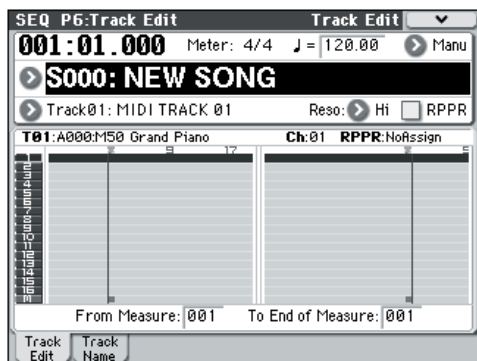 SEQ P6:Track Edit Track Edit
001:01.000 Meter: 4/4 ♩= 120.00 Manu
S000: NEW SONG
Track01: MIDI TRACK 01 Reso: Hi RPPR
T01:A000:M50 Grand Piano Ch:01 RPPR:NoAssign
9 17
1
2
3
4
5
6
7
8
9
10
11
12
13
14
15
16
M
From Measure: 001 To End of Measure: 001
Track Edit
Track Name